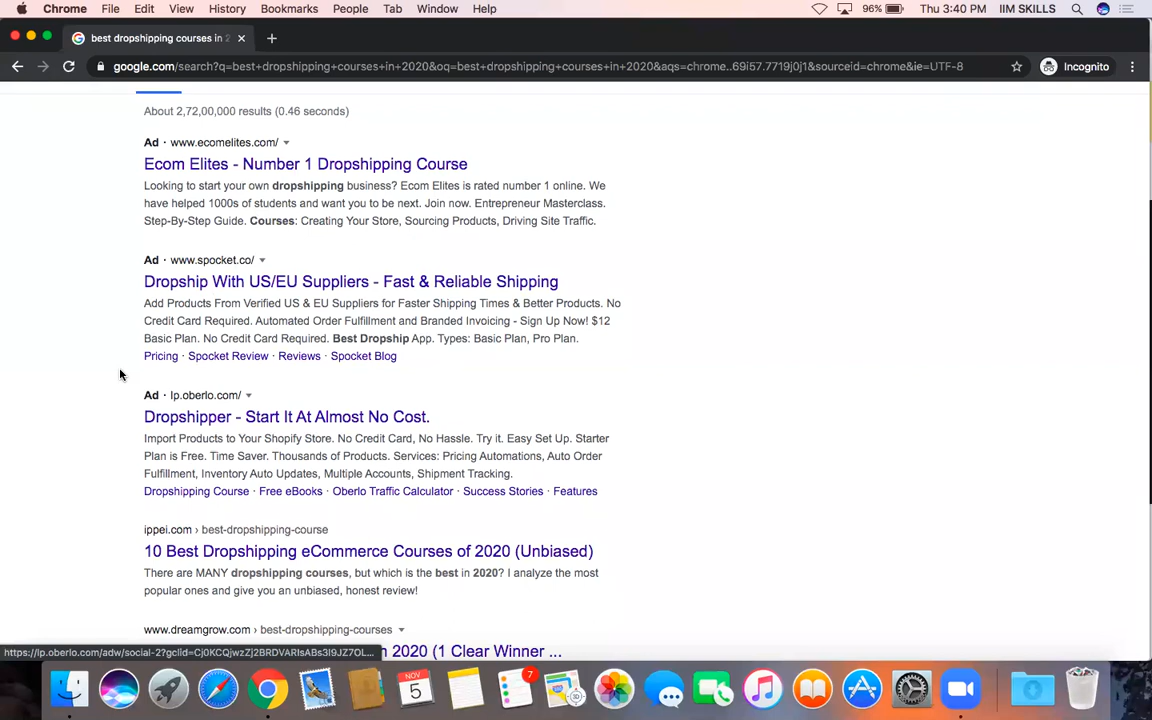 Chrome File Edit View History Bookmarks People Tab Window Help 96% Thu 3:40 PM IIM SKILLS
best dropshipping courses in 2
google.com/search?q=best+dropshipping+courses+in+2020&oq=best+dropshipping+courses+in+2020&aqs=chrome..69i57.7719j0j1&sourceid=chrome&ie=UTF-8 Incognito
About 2,72,00,000 results (0.46 seconds)
Ad · www.ecomelites.com/
Ecom Elites - Number 1 Dropshipping Course
Looking to start your own dropshipping business? Ecom Elites is rated number 1 online. We
have helped 1000s of students and want you to be next. Join now. Entrepreneur Masterclass.
Step-By-Step Guide. Courses: Creating Your Store, Sourcing Products, Driving Site Traffic.
Ad · www.spocket.co/
Dropship With US/EU Suppliers - Fast & Reliable Shipping
Add Products From Verified US & EU Suppliers for Faster Shipping Times & Better Products. No
Credit Card Required. Automated Order Fulfillment and Branded Invoicing - Sign Up Now! $12
Basic Plan. No Credit Card Required. Best Dropship App. Types: Basic Plan, Pro Plan.
Pricing · Spocket Review · Reviews · Spocket Blog
Ad · lp.oberlo.com/
Dropshipper - Start It At Almost No Cost.
Import Products to Your Shopify Store. No Credit Card, No Hassle. Try it. Easy Set Up. Starter
Plan is Free. Time Saver. Thousands of Products. Services: Pricing Automations, Auto Order
Fulfillment, Inventory Auto Updates, Multiple Accounts, Shipment Tracking.
Dropshipping Course · Free eBooks · Oberlo Traffic Calculator · Success Stories · Features
ippei.com › best-dropshipping-course
10 Best Dropshipping eCommerce Courses of 2020 (Unbiased)
There are MANY dropshipping courses, but which is the best in 2020? I analyze the most
popular ones and give you an unbiased, honest review!
www.dreamgrow.com › best-dropshipping-courses
2020 (1 Clear Winner ...
NOV
5
7